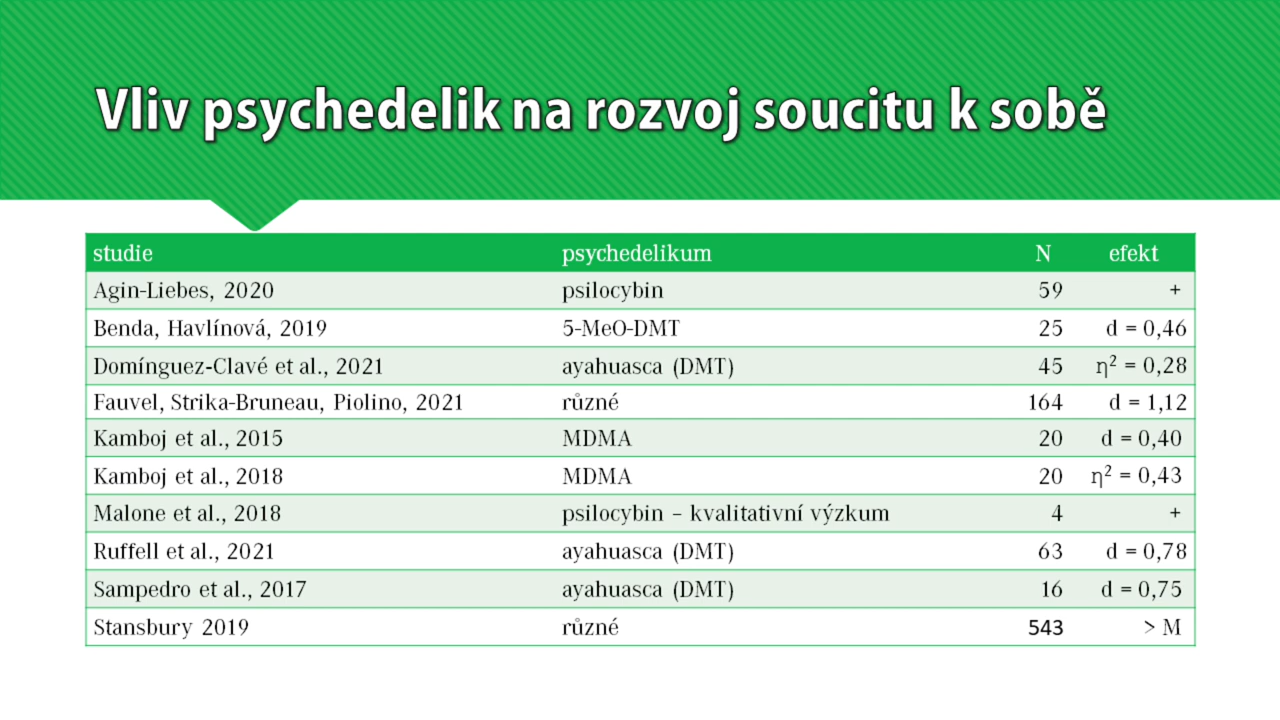 Vliv psychedelik na rozvoj soucitu k sobě
studie psychedelikum N efekt
Agin-Liebes, 2020 psilocybin 59 +
Benda, Havlínová, 2019 5-MeO-DMT 25 d = 0,46
Domínguez-Clavé et al., 2021 ayahuasca (DMT) 45 η² = 0,28
Fauvel, Strika-Bruneau, Piolino, 2021 různé 164 d = 1,12
Kamboj et al., 2015 MDMA 20 d = 0,40
Kamboj et al., 2018 MDMA 20 η² = 0,43
Malone et al., 2018 psilocybin – kvalitativní výzkum 4 +
Ruffell et al., 2021 ayahuasca (DMT) 63 d = 0,78
Sampedro et al., 2017 ayahuasca (DMT) 16 d = 0,75
Stansbury 2019 různé 543 > M